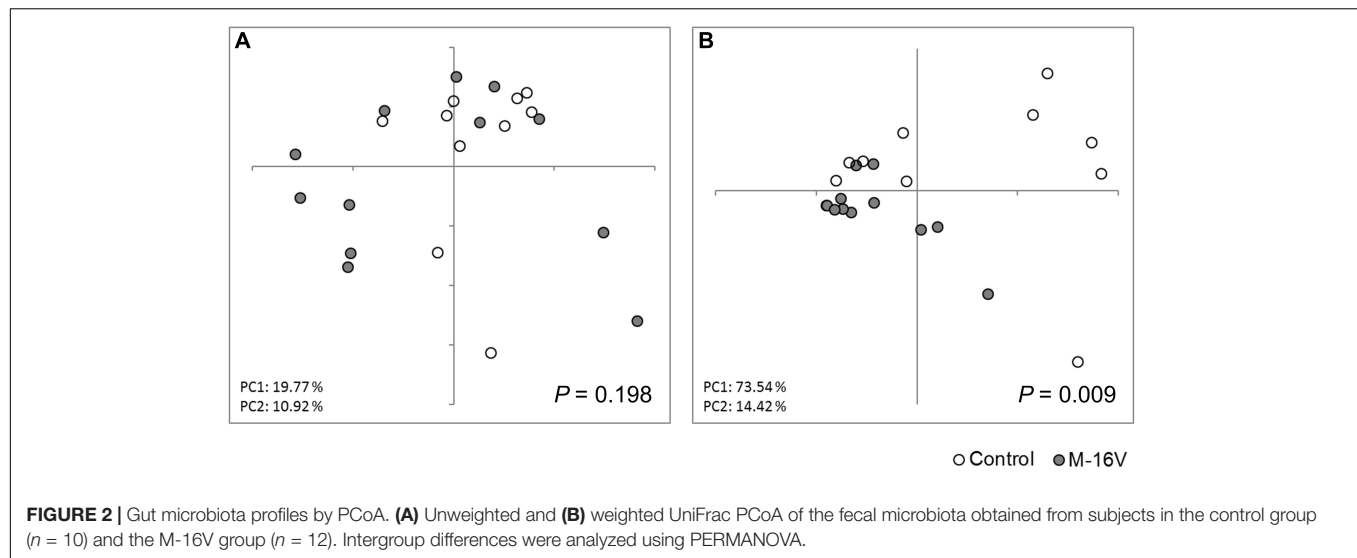 A
PC1: 19.77%
PC2: 10.92%
P = 0.198
B
PC1: 73.54%
PC2: 14.42%
P = 0.009
Control M-16V
FIGURE 2 | Gut microbiota profiles by PCoA. (A) Unweighted and (B) weighted UniFrac PCoA of the fecal microbiota obtained from subjects in the control group
(n = 10) and the M-16V group (n = 12). Intergroup differences were analyzed using PERMANOVA.